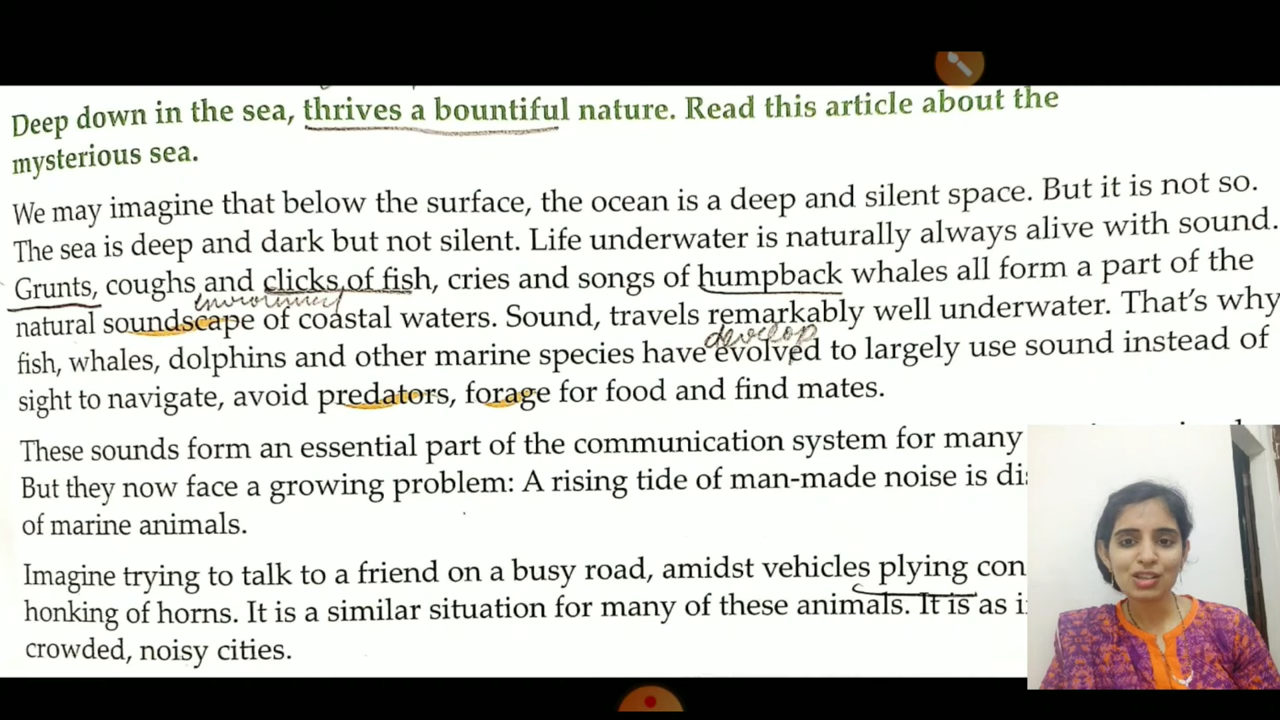 Deep down in the sea, thrives a bountiful nature. Read this article about the
mysterious sea.
We may imagine that below the surface, the ocean is a deep and silent space. But it is not so.
The sea is deep and dark but not silent. Life underwater is naturally always alive with sound.
Grunts, coughs and clicks of fish, cries and songs of humpback whales all form a part of the
environment
natural soundscape of coastal waters. Sound, travels remarkably well underwater. That's why
develop
fish, whales, dolphins and other marine species have evolved to largely use sound instead of
sight to navigate, avoid predators, forage for food and find mates.
These sounds form an essential part of the communication system for many
But they now face a growing problem: A rising tide of man-made noise is
of marine animals.
Imagine trying to talk to a friend on a busy road, amidst vehicles plying
honking of horns. It is a similar situation for many of these animals. It is as
crowded, noisy cities.